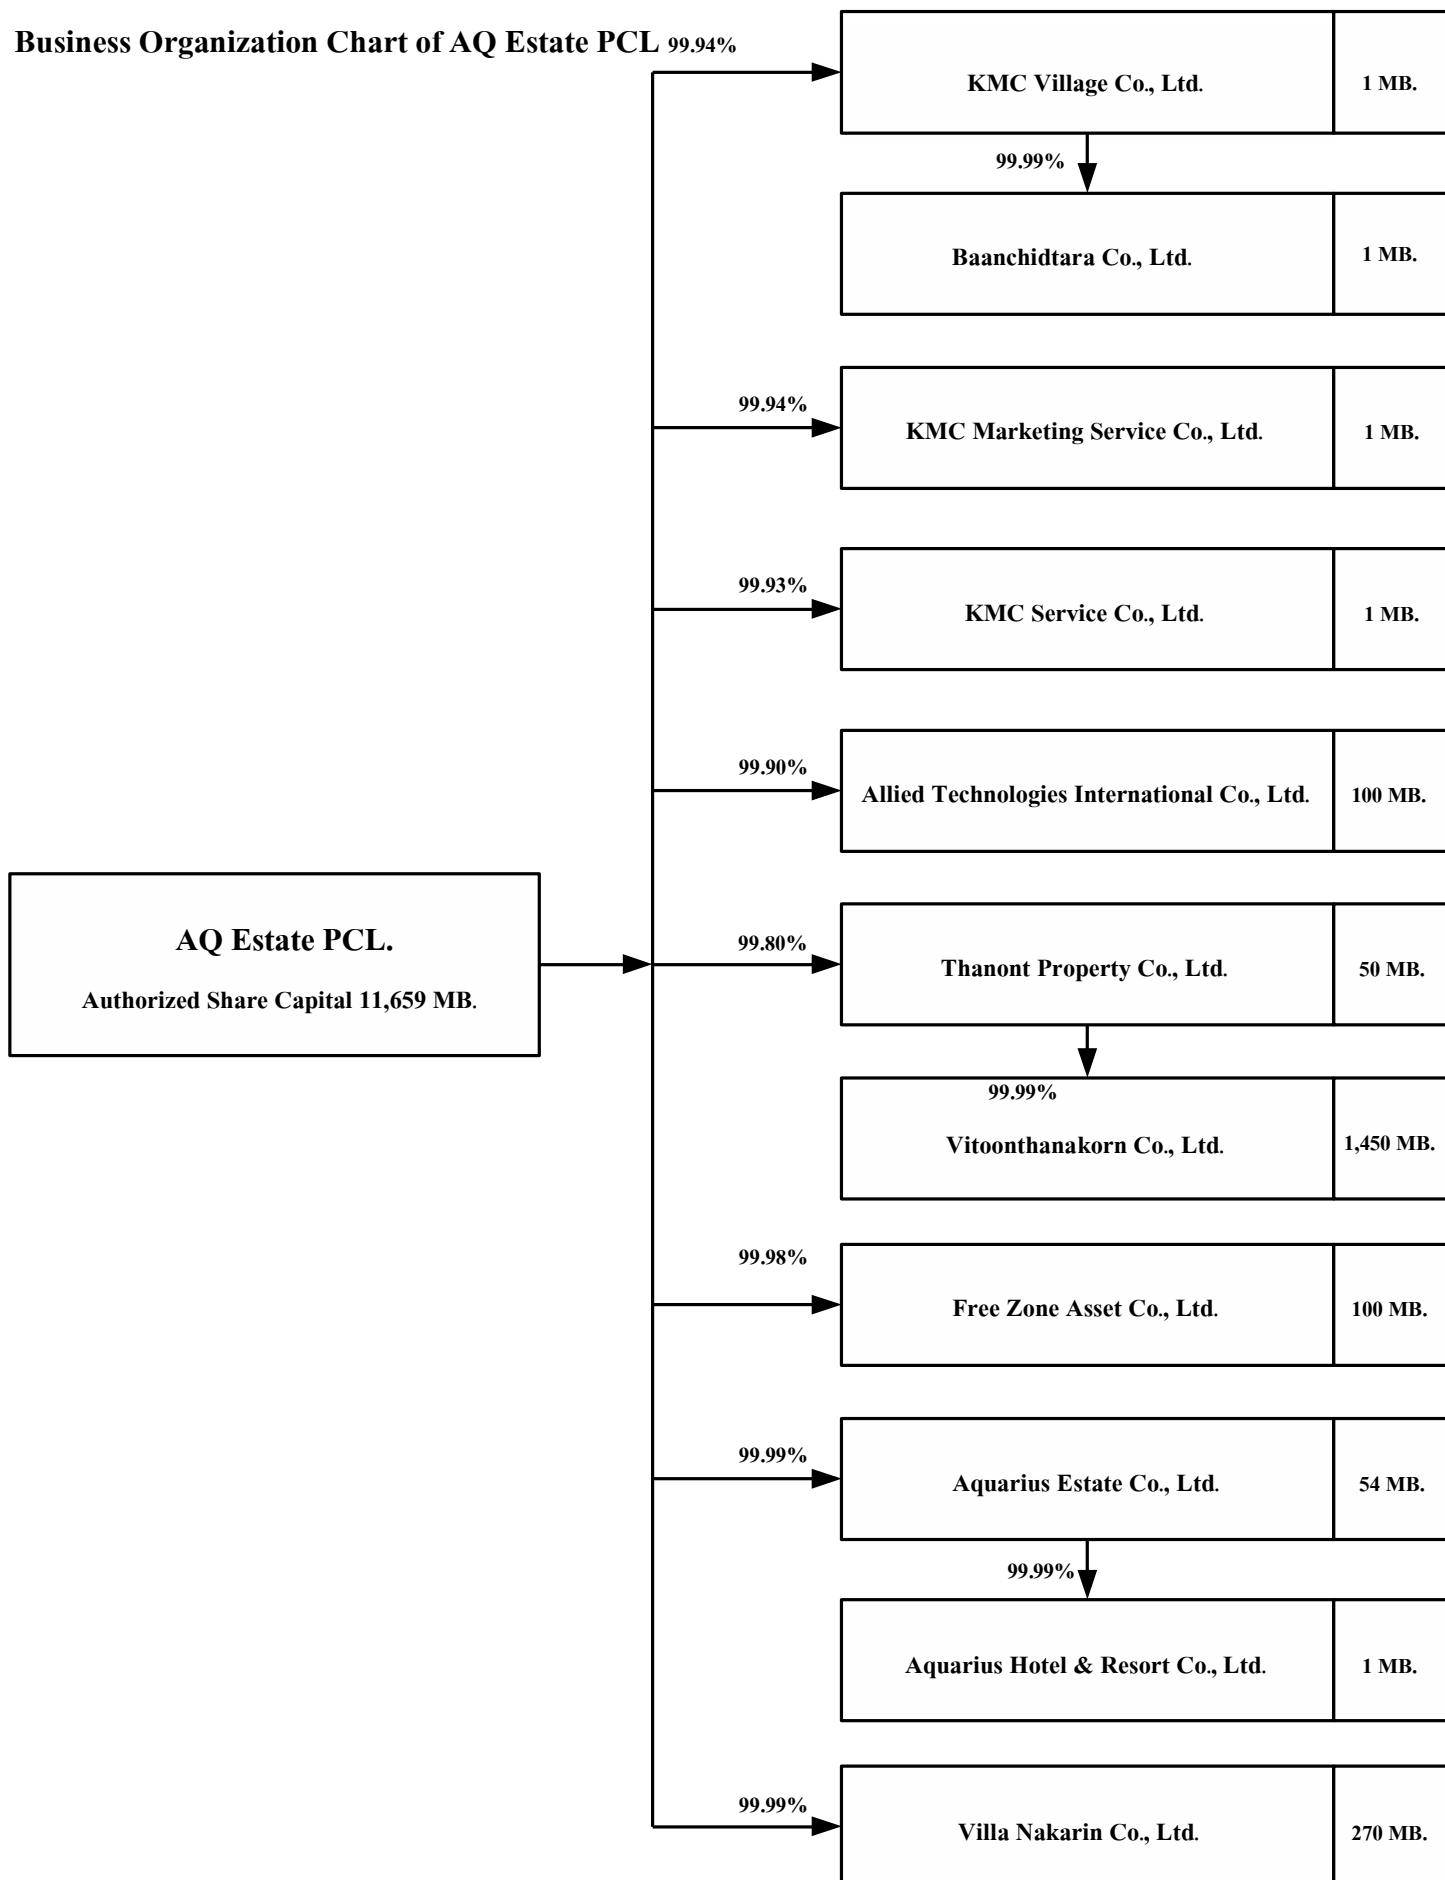 Business Organization Chart of AQ Estate PCL 99.94%
KMC Village Co., Ltd. 1 MB.
99.99%
Baanchidtara Co., Ltd. 1 MB.
99.94%
KMC Marketing Service Co., Ltd. 1 MB.
99.93%
KMC Service Co., Ltd. 1 MB.
99.90%
Allied Technologies International Co., Ltd. 100 MB.
AQ Estate PCL.
Authorized Share Capital 11,659 MB.
99.80%
Thanont Property Co., Ltd. 50 MB.
99.99%
Vitoonthanakorn Co., Ltd. 1,450 MB.
99.98%
Free Zone Asset Co., Ltd. 100 MB.
99.99%
Aquarius Estate Co., Ltd. 54 MB.
99.99%
Aquarius Hotel & Resort Co., Ltd. 1 MB.
99.99%
Villa Nakarin Co., Ltd. 270 MB.